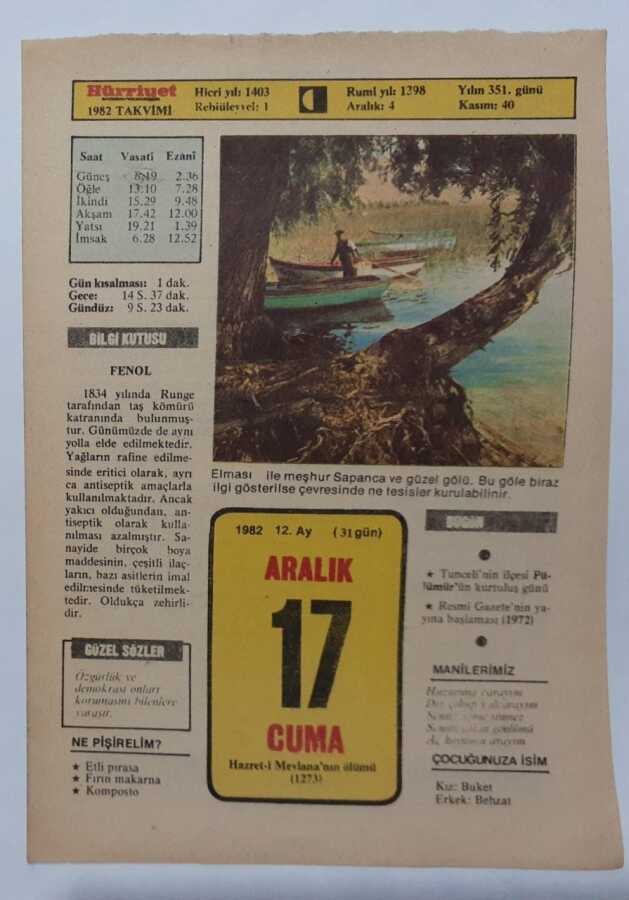 Hürriyet
1982 TAKVİMİ
Hicri yıl: 1403
Rebiülevvel: 1
Rumi yıl: 1398
Aralık: 4
Yılın 351. günü
Kasım: 40
Saat Vasati Ezani
Güneş 8.19 2.36
Öğle 13.10 7.28
İkindi 15.29 9.48
Akşam 17.42 12.00
Yatsı 19.21 1.39
İmsak 6.28 12.52
Gün kısalması: 1 dak.
Gece: 14 S. 37 dak.
Gündüz: 9 S. 23 dak.
BİLGİ KUTUSU
FENOL
1834 yılında Runge
tarafından taş kömürü
katranında bulunmuş-
tur. Günümüzde de aynı
yolla elde edilmektedir.
Yağların rafine edilme-
sinde eritici olarak, ayrı
ca antiseptik amaçlarla
kullanılmaktadır. Ancak
yakıcı olduğundan, an-
tiseptik olarak kulla-
nılması azalmıştır. Sa-
nayide birçok boya
maddesinin, çeşitli ilaç-
ların, bazı asitlerin imal
edilmesinde tüketilmek-
tedir. Oldukça zehirli-
dir.
GÜZEL SÖZLER
Özgürlük ve
demokrasi onları
korumasını bilenlere
yaraşır.
NE PİŞİRELİM?
★ Etli pırasa
★ Fırın makarna
★ Komposto
Elması ile meşhur Sapanca ve güzel gölü. Bu göle biraz
ilgi gösterilse çevresinde ne tesisler kurulabilinir.
1982 12. Ay (31 gün)
ARALIK
17
CUMA
Hazret-i Mevlana'nın ölümü
(1273)
BUGÜN
★ Tunceli'nin ilçesi Pü-
lümür'ün kurtuluş günü
★ Resmi Gazete'nin ya-
yına başlaması (1972)
MANİLERİMİZ
arayım
ÇOCUĞUNUZA İSİM
Kız: Buket
Erkek: Behzat